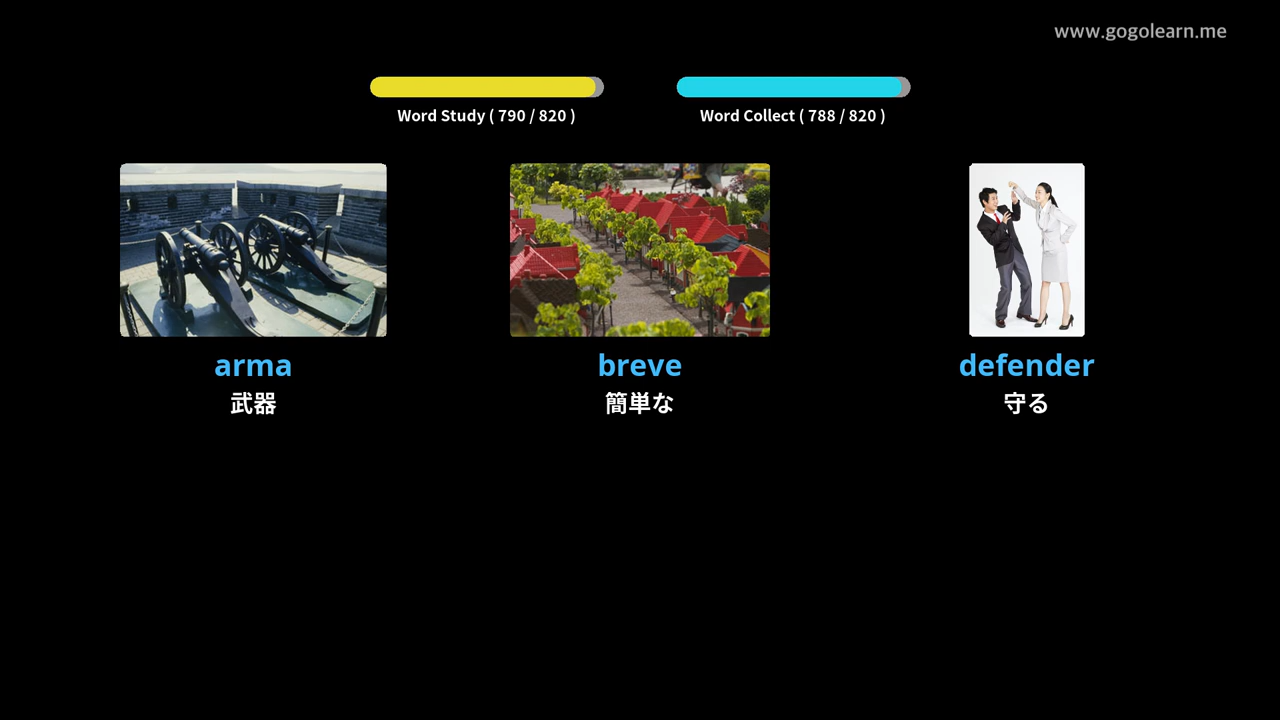 www.gogolearn.me
Word Study ( 790 / 820 )
Word Collect ( 788 / 820 )
arma
breve
defender
武器
簡単な
守る